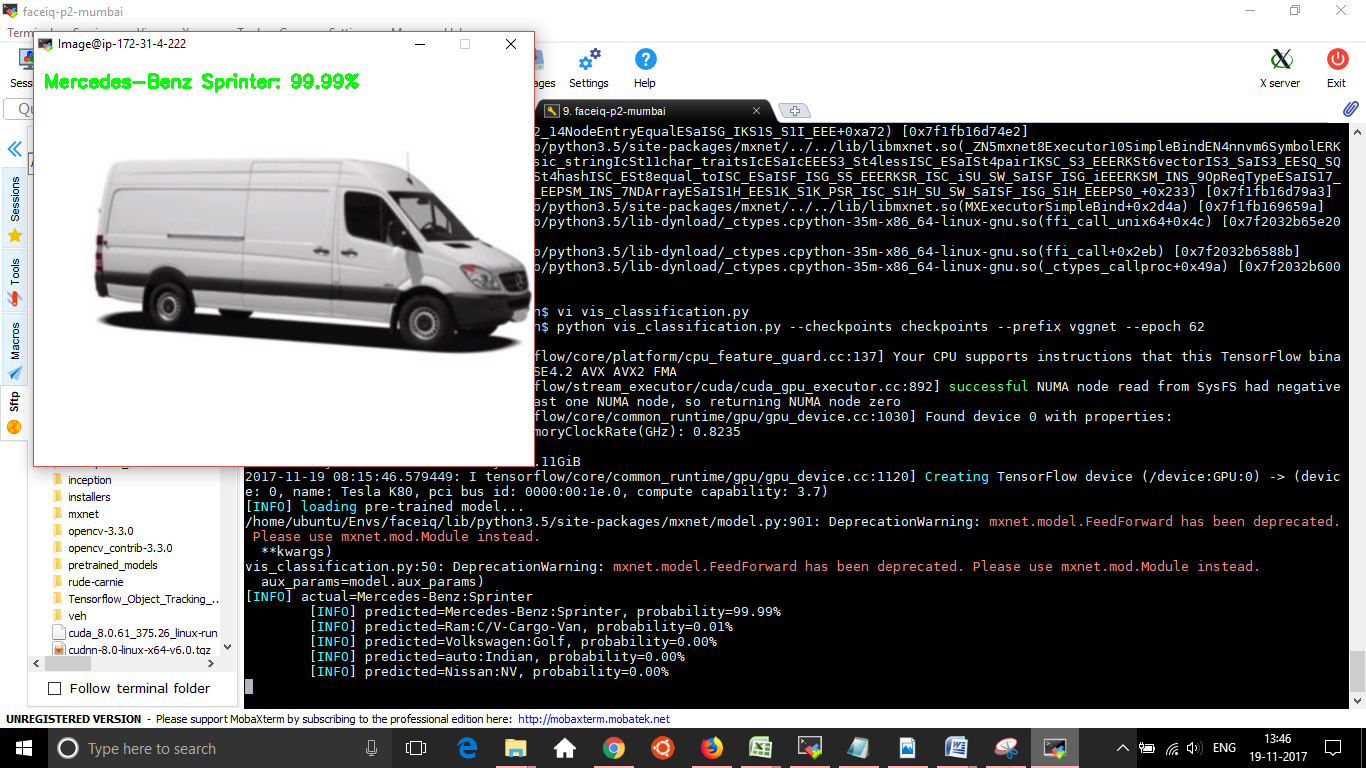 faceiq-p2-mumbai
Image@ip-172-31-4-222
Mercedes-Benz Sprinter: 99.99%
Settings
Help
X server
Exit
9. faceiq-p2-mumbai
Sessions
Tools
Macros
Sftp
2_14NodeEntryEqualESaISG_IKS1S_S1I_EEE+0xa72) [0x7f1fb16d74e2]
b/python3.5/site-packages/mxnet/../../lib/libmxnet.so(_ZN5mxnet8Executor10SimpleBindEN4nnvm6SymbolERK
sic_stringIcSt11char_traitsIcESaIcEEES3_St4lessISC_ESaISt4pairIKSC_S3_EEERKSt6vectorIS3_SaIS3_EESQ_SQ
St4hashISC_ESt8equal_toISC_ESaISF_ISG_SS_EEERKSR_ISC_iSU_SW_SaISF_ISG_iEEERKSM_INS_9OpReqTypeESaIS17_
_EEPSM_INS_7NDArrayESaIS1H_EES1K_S1K_PSR_ISC_S1H_SU_SW_SaISF_ISG_S1H_EEEPS0_+0x233) [0x7f1fb16d79a3]
b/python3.5/site-packages/mxnet/../../lib/libmxnet.so(MXExecutorSimpleBind+0x2d4a) [0x7f1fb169659a]
b/python3.5/lib-dynload/_ctypes.cpython-35m-x86_64-linux-gnu.so(ffi_call_unix64+0x4c) [0x7f2032b65e20
b/python3.5/lib-dynload/_ctypes.cpython-35m-x86_64-linux-gnu.so(ffi_call+0x2eb) [0x7f2032b6588b]
b/python3.5/lib-dynload/_ctypes.cpython-35m-x86_64-linux-gnu.so(_ctypes_callproc+0x49a) [0x7f2032b600
n$ vi vis_classification.py
n$ python vis_classification.py --checkpoints checkpoints --prefix vggnet --epoch 62
flow/core/platform/cpu_feature_guard.cc:137] Your CPU supports instructions that this TensorFlow bina
SE4.2 AVX AVX2 FMA
flow/stream_executor/cuda/cuda_gpu_executor.cc:892] successful NUMA node read from SysFS had negative
ast one NUMA node, so returning NUMA node zero
flow/core/common_runtime/gpu/gpu_device.cc:1030] Found device 0 with properties:
moryClockRate(GHz): 0.8235
.11GiB
2017-11-19 08:15:46.579449: I tensorflow/core/common_runtime/gpu/gpu_device.cc:1120] Creating TensorFlow device (/device:GPU:0) -> (devic
e: 0, name: Tesla K80, pci bus id: 0000:00:1e.0, compute capability: 3.7)
[INFO] loading pre-trained model...
/home/ubuntu/Envs/faceiq/lib/python3.5/site-packages/mxnet/model.py:901: DeprecationWarning: mxnet.model.FeedForward has been deprecated.
Please use mxnet.mod.Module instead.
**kwargs)
vis_classification.py:50: DeprecationWarning: mxnet.model.FeedForward has been deprecated. Please use mxnet.mod.Module instead.
aux_params=model.aux_params)
[INFO] actual=Mercedes-Benz:Sprinter
[INFO] predicted=Mercedes-Benz:Sprinter, probability=99.99%
[INFO] predicted=Ram:C/V-Cargo-Van, probability=0.01%
[INFO] predicted=Volkswagen:Golf, probability=0.00%
[INFO] predicted=auto:Indian, probability=0.00%
[INFO] predicted=Nissan:NV, probability=0.00%
inception
installers
mxnet
opencv-3.3.0
opencv_contrib-3.3.0
pretrained_models
rude-carnie
Tensorflow_Object_Tracking_...
veh
cuda_8.0.61_375.26_linux-run
cudnn-8.0-linux-x64-v6.0.tgz
Follow terminal folder
UNREGISTERED VERSION - Please support MobaXterm by subscribing to the professional edition here: http://mobaxterm.mobatek.net
Type here to search
ENG
13:46
19-11-2017